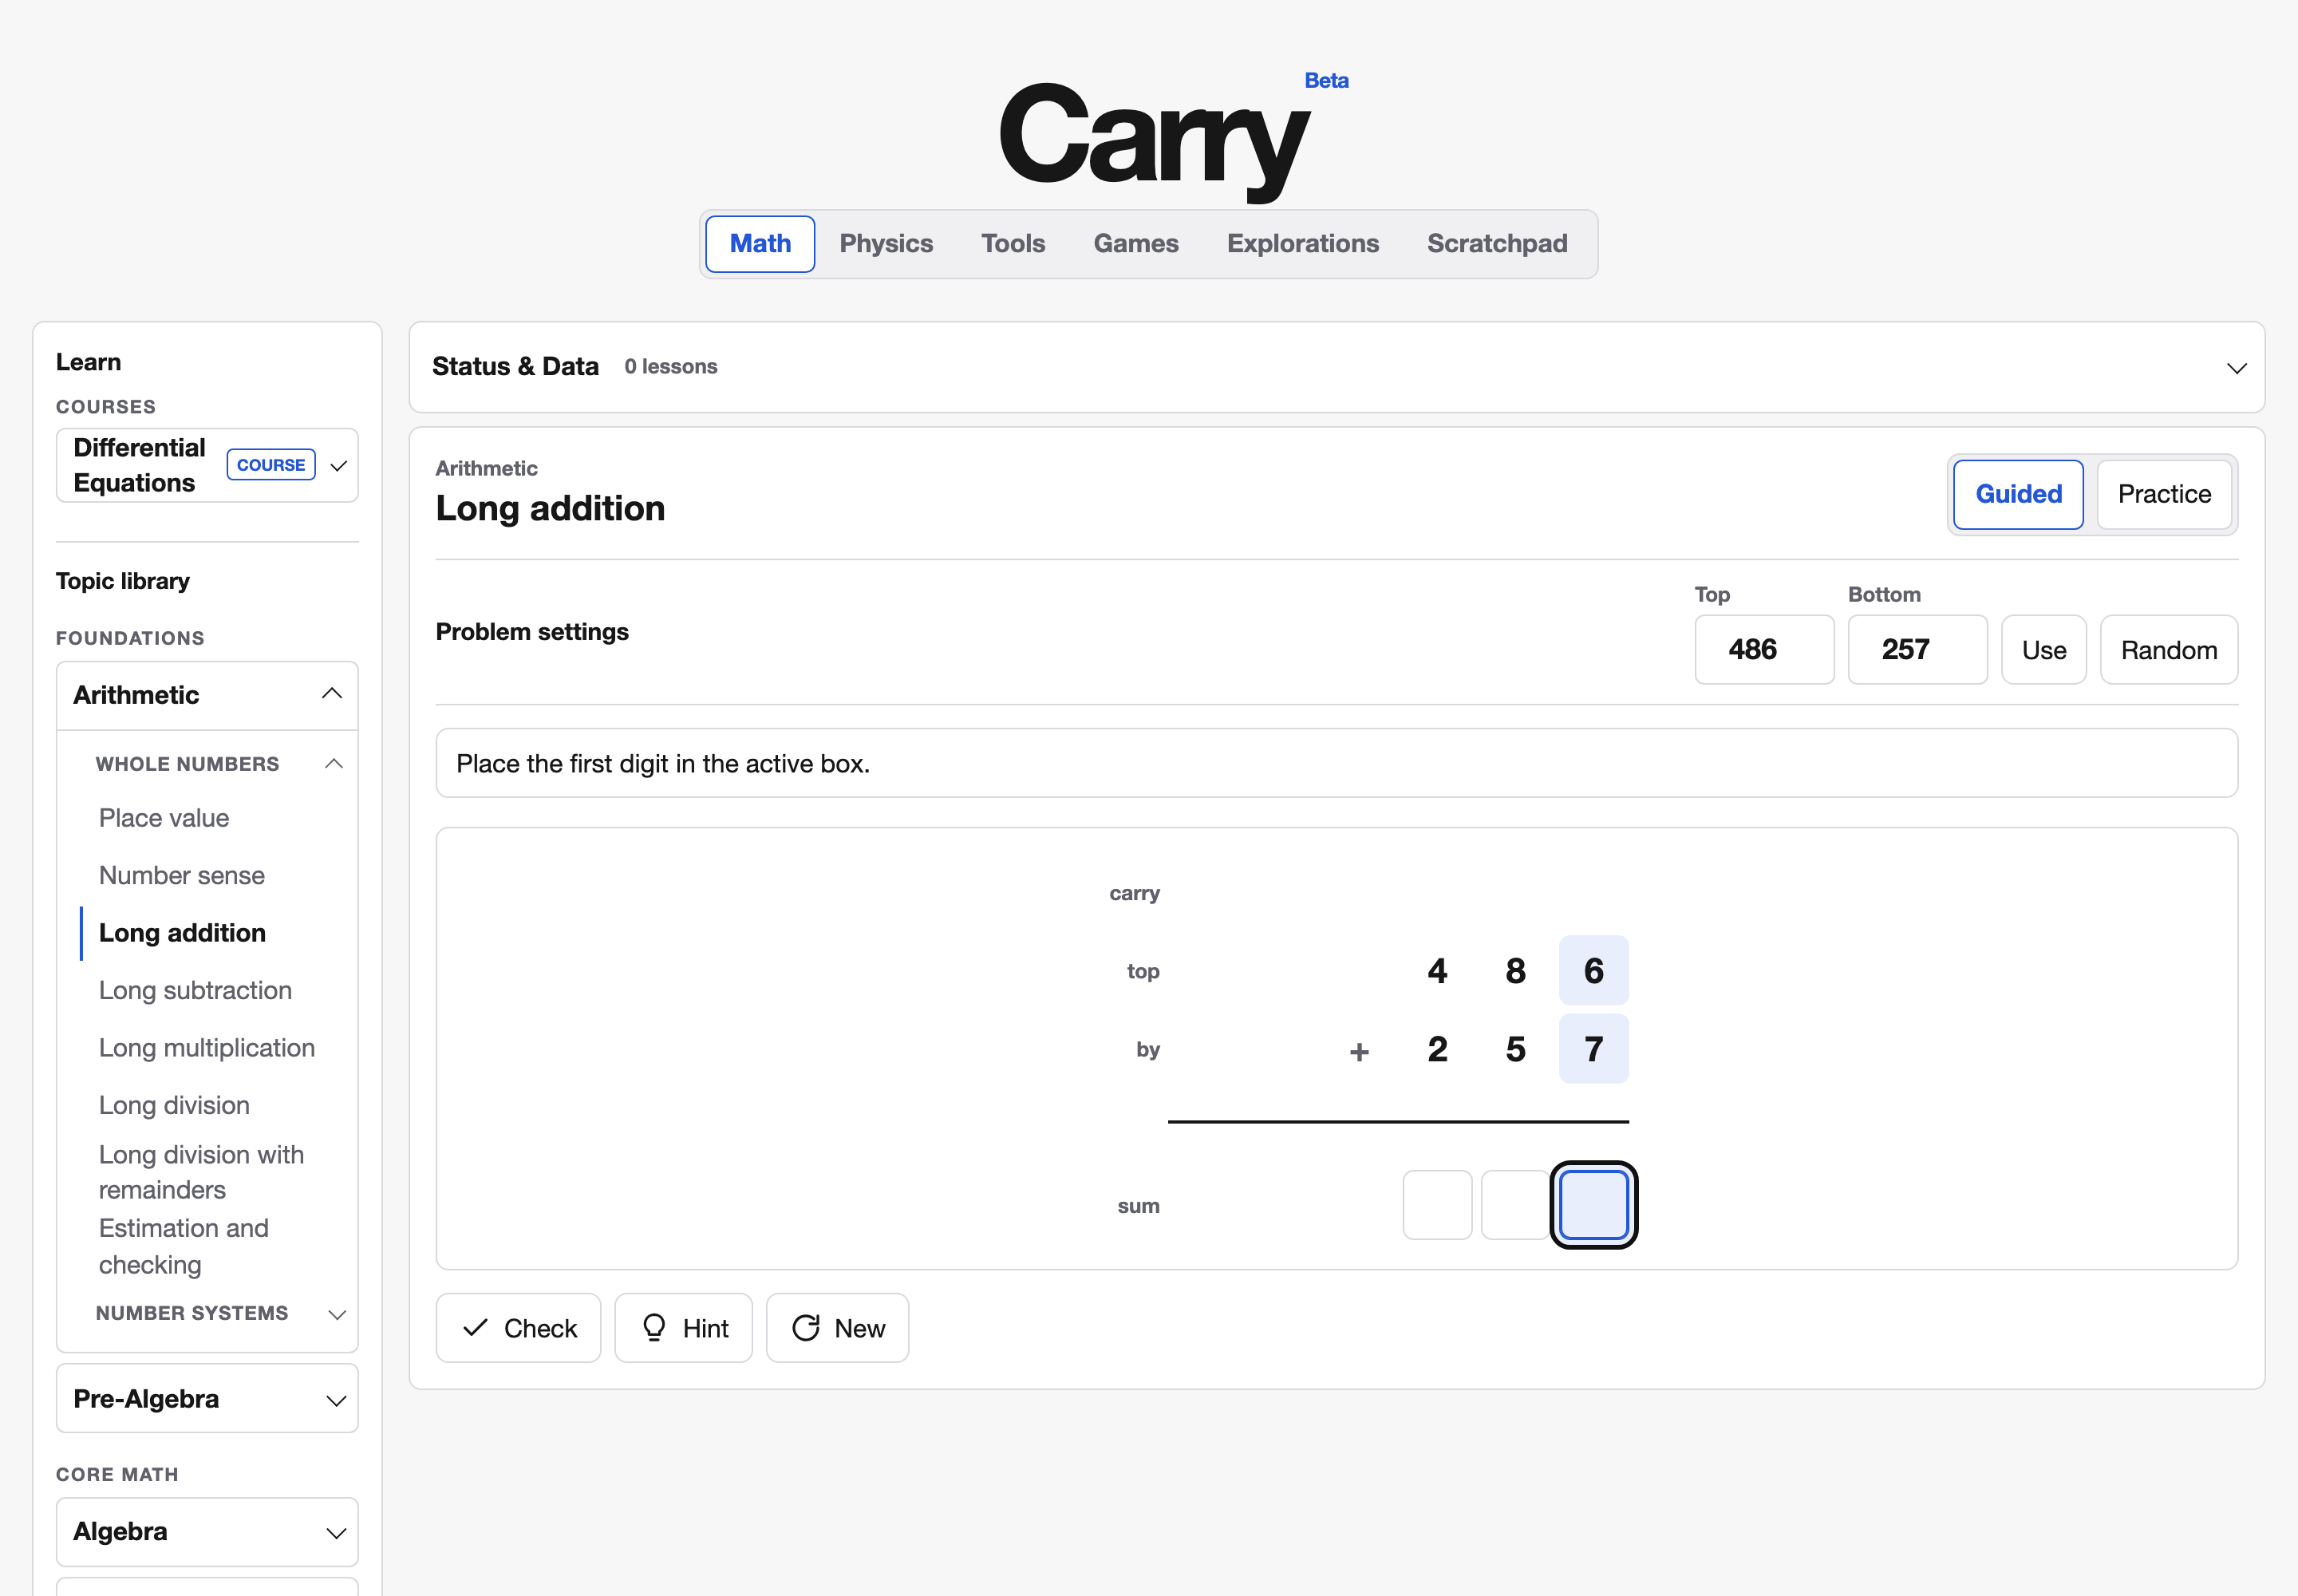 Carry
Beta
Math Physics Tools Games Explorations Scratchpad
Learn
COURSES
Differential
Equations
COURSE
Topic library
FOUNDATIONS
Arithmetic
WHOLE NUMBERS
Place value
Number sense
Long addition
Long subtraction
Long multiplication
Long division
Long division with
remainders
Estimation and
checking
NUMBER SYSTEMS
Pre-Algebra
CORE MATH
Algebra
Status & Data 0 lessons
Arithmetic
Long addition
Guided Practice
Problem settings
Top Bottom
486 257 Use Random
Place the first digit in the active box.
carry
top 4 8 6
by + 2 5 7
sum
Check Hint New